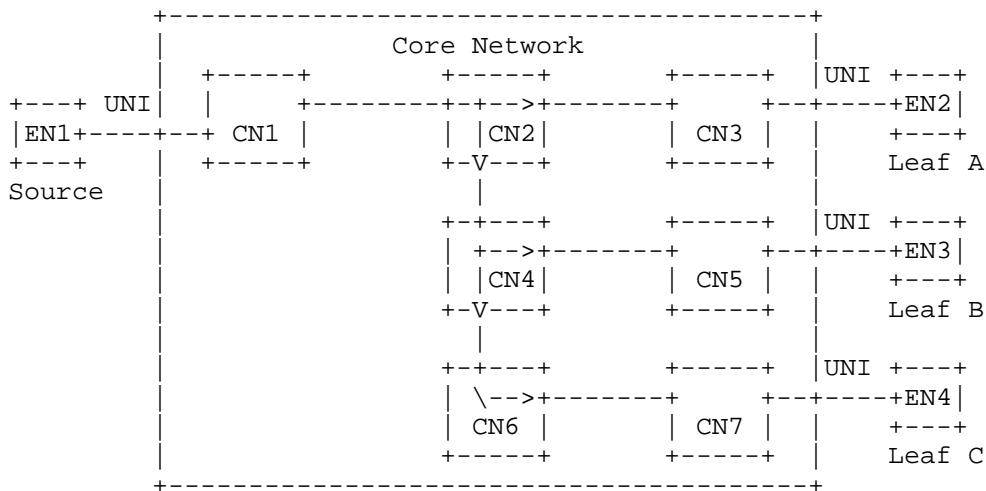 Core Network
UNI
UNI
EN1
CN1
CN2
CN3
EN2
Source
Leaf A
UNI
CN4
CN5
EN3
Leaf B
UNI
CN6
CN7
EN4
Leaf C